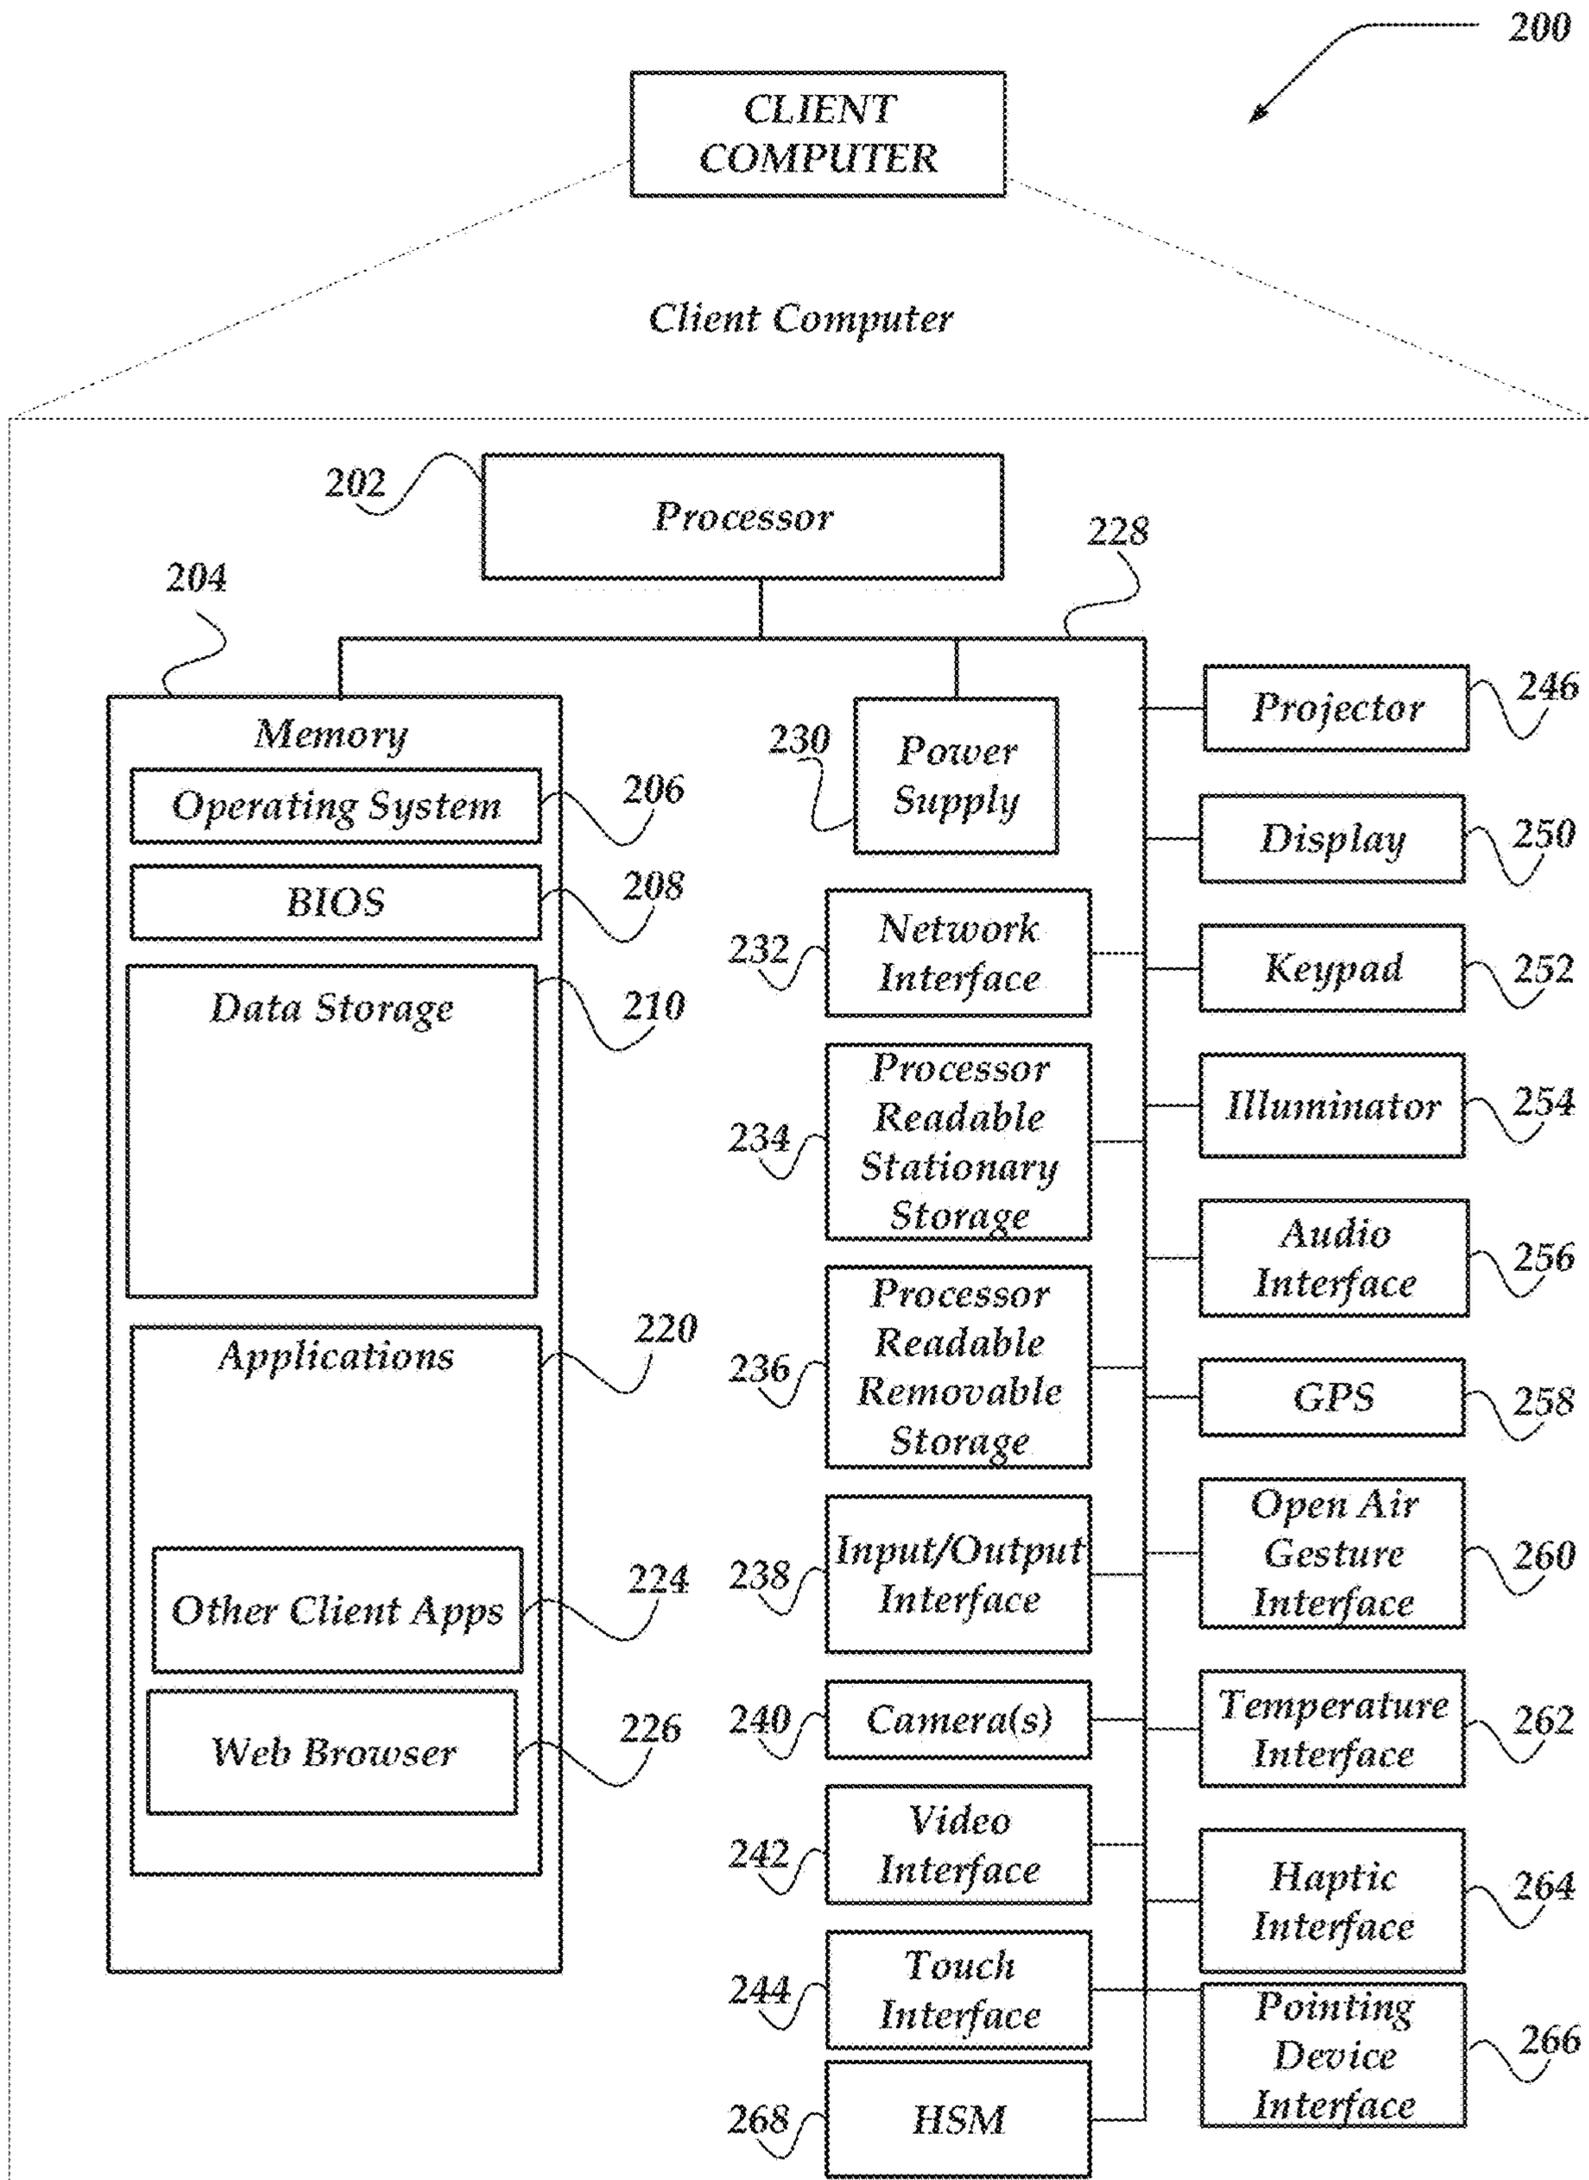 200
CLIENT
COMPUTER
Client Computer
202
Processor
228
204
Memory
Operating System
206
BIOS
208
Data Storage
210
Applications
220
Other Client Apps
224
Web Browser
226
230
Power
Supply
232
Network
Interface
234
Processor
Readable
Stationary
Storage
236
Processor
Readable
Removable
Storage
238
Input/Output
Interface
240
Camera(s)
242
Video
Interface
244
Touch
Interface
268
HSM
Projector
246
Display
250
Keypad
252
Illuminator
254
Audio
Interface
256
GPS
258
Open Air
Gesture
Interface
260
Temperature
Interface
262
Haptic
Interface
264
Pointing
Device
Interface
266